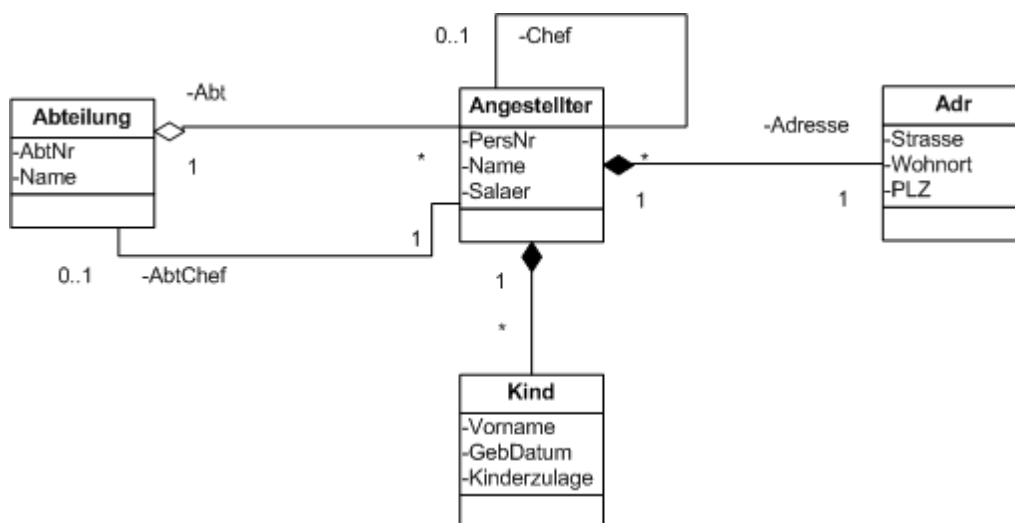 0..1 -Chef
-Abt
Abteilung
-AbtNr
-Name
1
*
Angestellter
-PersNr
-Name
-Salaer
*
1
-Adresse
1
Adr
-Strasse
-Wohnort
-PLZ
1
0..1 -AbtChef
1
*
Kind
-Vorname
-GebDatum
-Kinderzulage